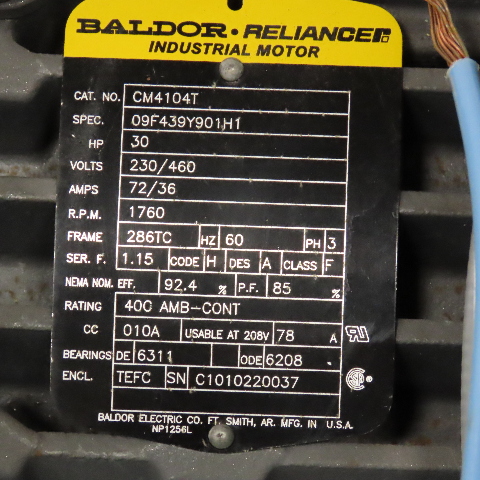 BALDOR • RELIANCER
INDUSTRIAL MOTOR
CAT. NO. CM4104T
SPEC. 09F439Y901H1
HP 30
VOLTS 230/460
AMPS 72/36
R.P.M. 1760
FRAME 286TC HZ 60 PH 3
SER. F. 1.15 CODE H DES A CLASS F
NEMA NOM. EFF. 92.4 % P.F. 85 %
RATING 40C AMB-CONT
CC 010A USABLE AT 208V 78 A
BEARINGS DE 6311 ODE 6208
ENCL. TEFC SN C1010220037
BALDOR ELECTRIC CO. FT. SMITH, AR. MFG. IN U.S.A.
NP1256L